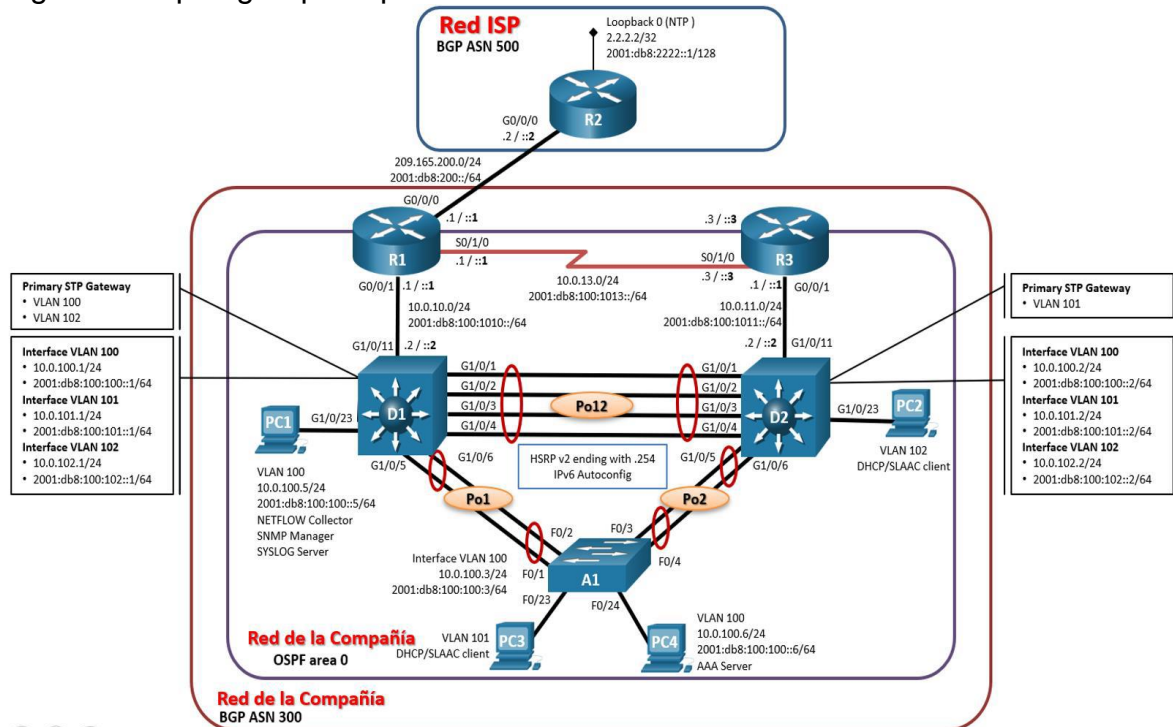 Red ISP
BGP ASN 500
Loopback 0 (NTP )
2.2.2.2/32
2001:db8:2222::1/128
R2
G0/0/0
.2 / ::2
209.165.200.0/24
2001:db8:200::/64
G0/0/0
.1 / ::1
R1
S0/1/0
.1 / ::1
.3 / ::3
R3
S0/1/0
.3 / ::3
10.0.13.0/24
2001:db8:100:1013::/64
G0/0/1
.1 / ::1
10.0.10.0/24
2001:db8:100:1010::/64
G1/0/11
.2 / ::2
.1 / ::1
G0/0/1
10.0.11.0/24
2001:db8:100:1011::/64
.2 / ::2
G1/0/11
Primary STP Gateway
• VLAN 100
• VLAN 102
Interface VLAN 100
• 10.0.100.1/24
• 2001:db8:100:100::1/64
Interface VLAN 101
• 10.0.101.1/24
• 2001:db8:100:101::1/64
Interface VLAN 102
• 10.0.102.1/24
• 2001:db8:100:102::1/64
Primary STP Gateway
• VLAN 101
Interface VLAN 100
• 10.0.100.2/24
• 2001:db8:100:100::2/64
Interface VLAN 101
• 10.0.101.2/24
• 2001:db8:100:101::2/64
Interface VLAN 102
• 10.0.102.2/24
• 2001:db8:100:102::2/64
D1
G1/0/1
G1/0/2
G1/0/3
G1/0/4
Po12
G1/0/1
G1/0/2
G1/0/3
G1/0/4
D2
PC1
G1/0/23
VLAN 100
10.0.100.5/24
2001:db8:100:100::5/64
NETFLOW Collector
SNMP Manager
SYSLOG Server
G1/0/23
PC2
VLAN 102
DHCP/SLAAC client
G1/0/5
G1/0/6
HSRP v2 ending with .254
IPv6 Autoconfig
G1/0/5
G1/0/6
Po1
Po2
F0/2
F0/1
F0/3
F0/4
Interface VLAN 100
10.0.100.3/24
2001:db8:100:100:3/64
A1
F0/23
F0/24
VLAN 101
DHCP/SLAAC client
PC3
PC4
VLAN 100
10.0.100.6/24
2001:db8:100:100::6/64
AAA Server
Red de la Compañía
OSPF area 0
Red de la Compañía
BGP ASN 300